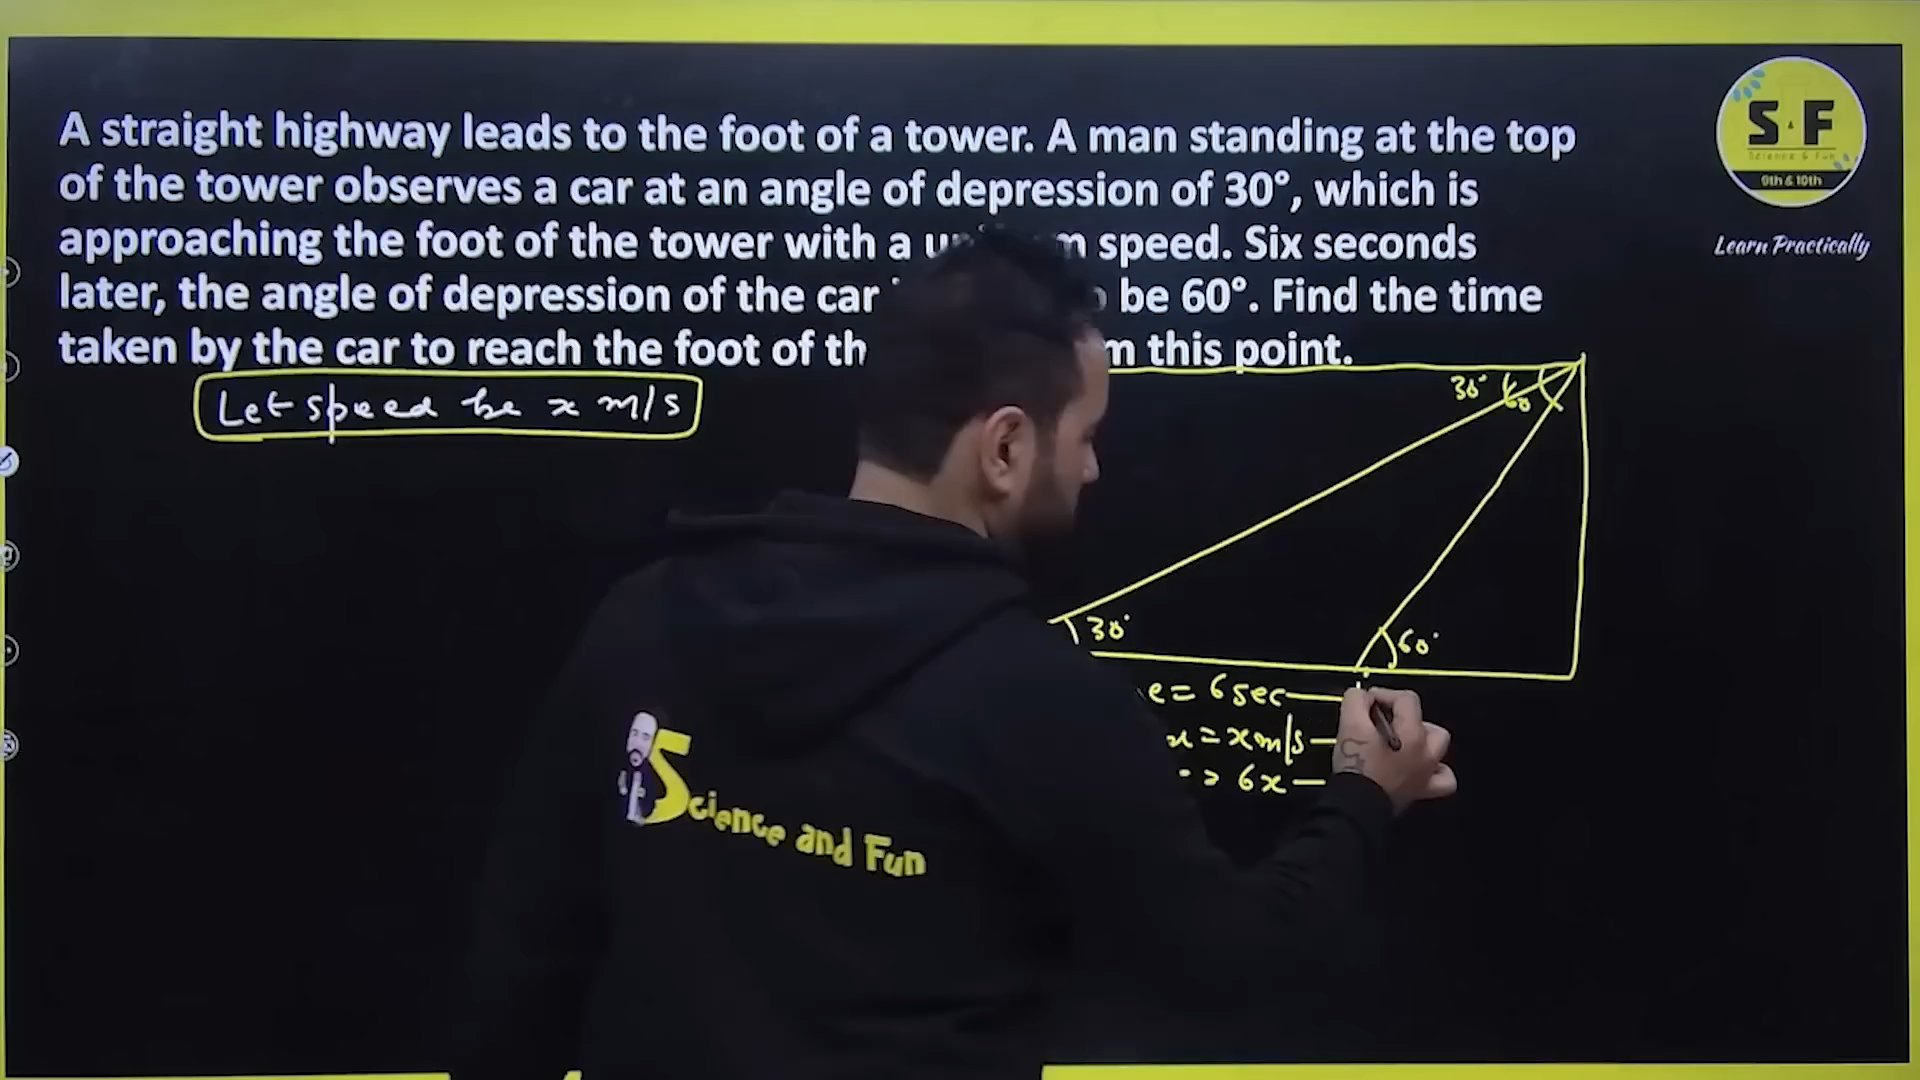 A straight highway leads to the foot of a tower. A man standing at the top
of the tower observes a car at an angle of depression of 30°, which is
approaching the foot of the tower with a speed. Six seconds
later, the angle of depression of the car be 60°. Find the time
taken by the car to reach the foot of this point.
Let speed be x m/s
30° 60
30°
60°
= 6 sec
= x m/s
6x
S F
Science & Fun
9th & 10th
Learn Practically
Science and Fun